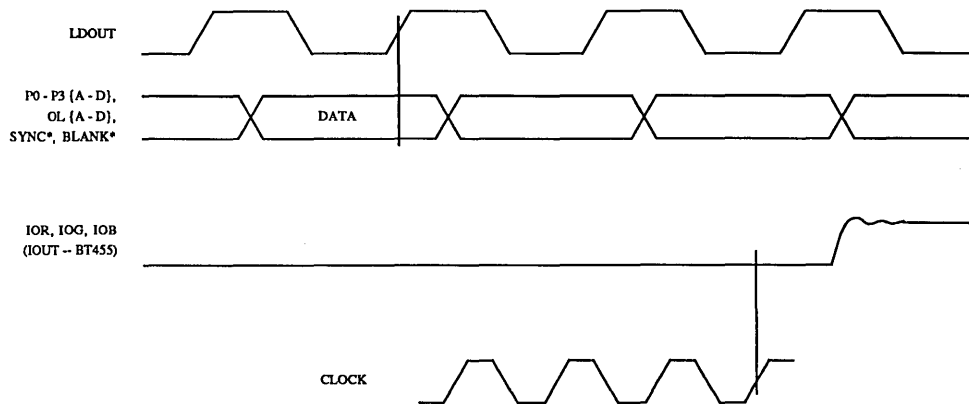 LDOUT
P0 - P3 {A - D},
OL {A - D},
SYNC*, BLANK*
DATA
IOR, IOG, IOB
(IOUT -- BT455)
CLOCK